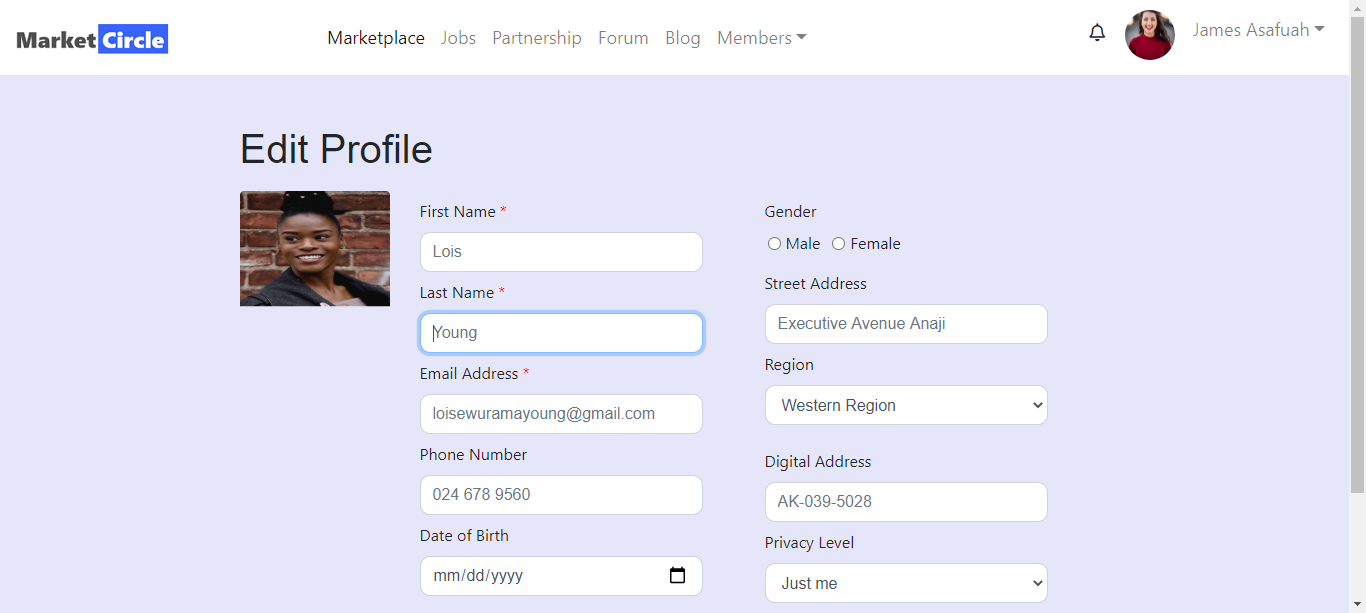 Market Circle
Marketplace Jobs Partnership Forum Blog Members
James Asafuah
Edit Profile
First Name *
Lois
Last Name *
Young
Email Address *
loisewuramayoung@gmail.com
Phone Number
024 678 9560
Date of Birth
mm/dd/yyyy
Gender
Male Female
Street Address
Executive Avenue Anaji
Region
Western Region
Digital Address
AK-039-5028
Privacy Level
Just me